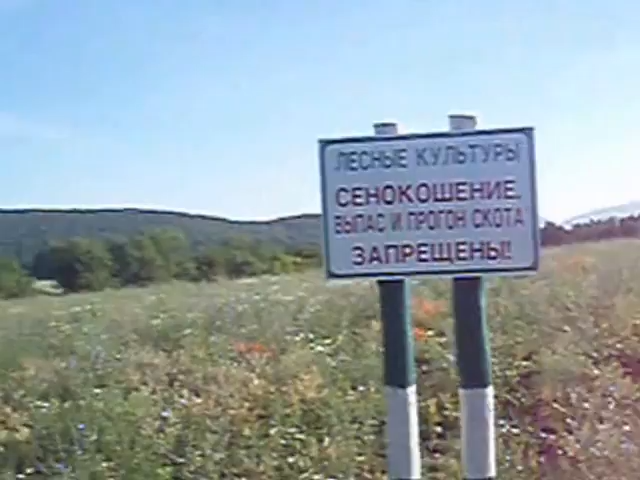 ЛЕСНЫЕ КУЛЬТУРЫ
СЕНОКОШЕНИЕ,
ВЫПАС И ПРОГОН СКОТА
ЗАПРЕЩЕНЫ!